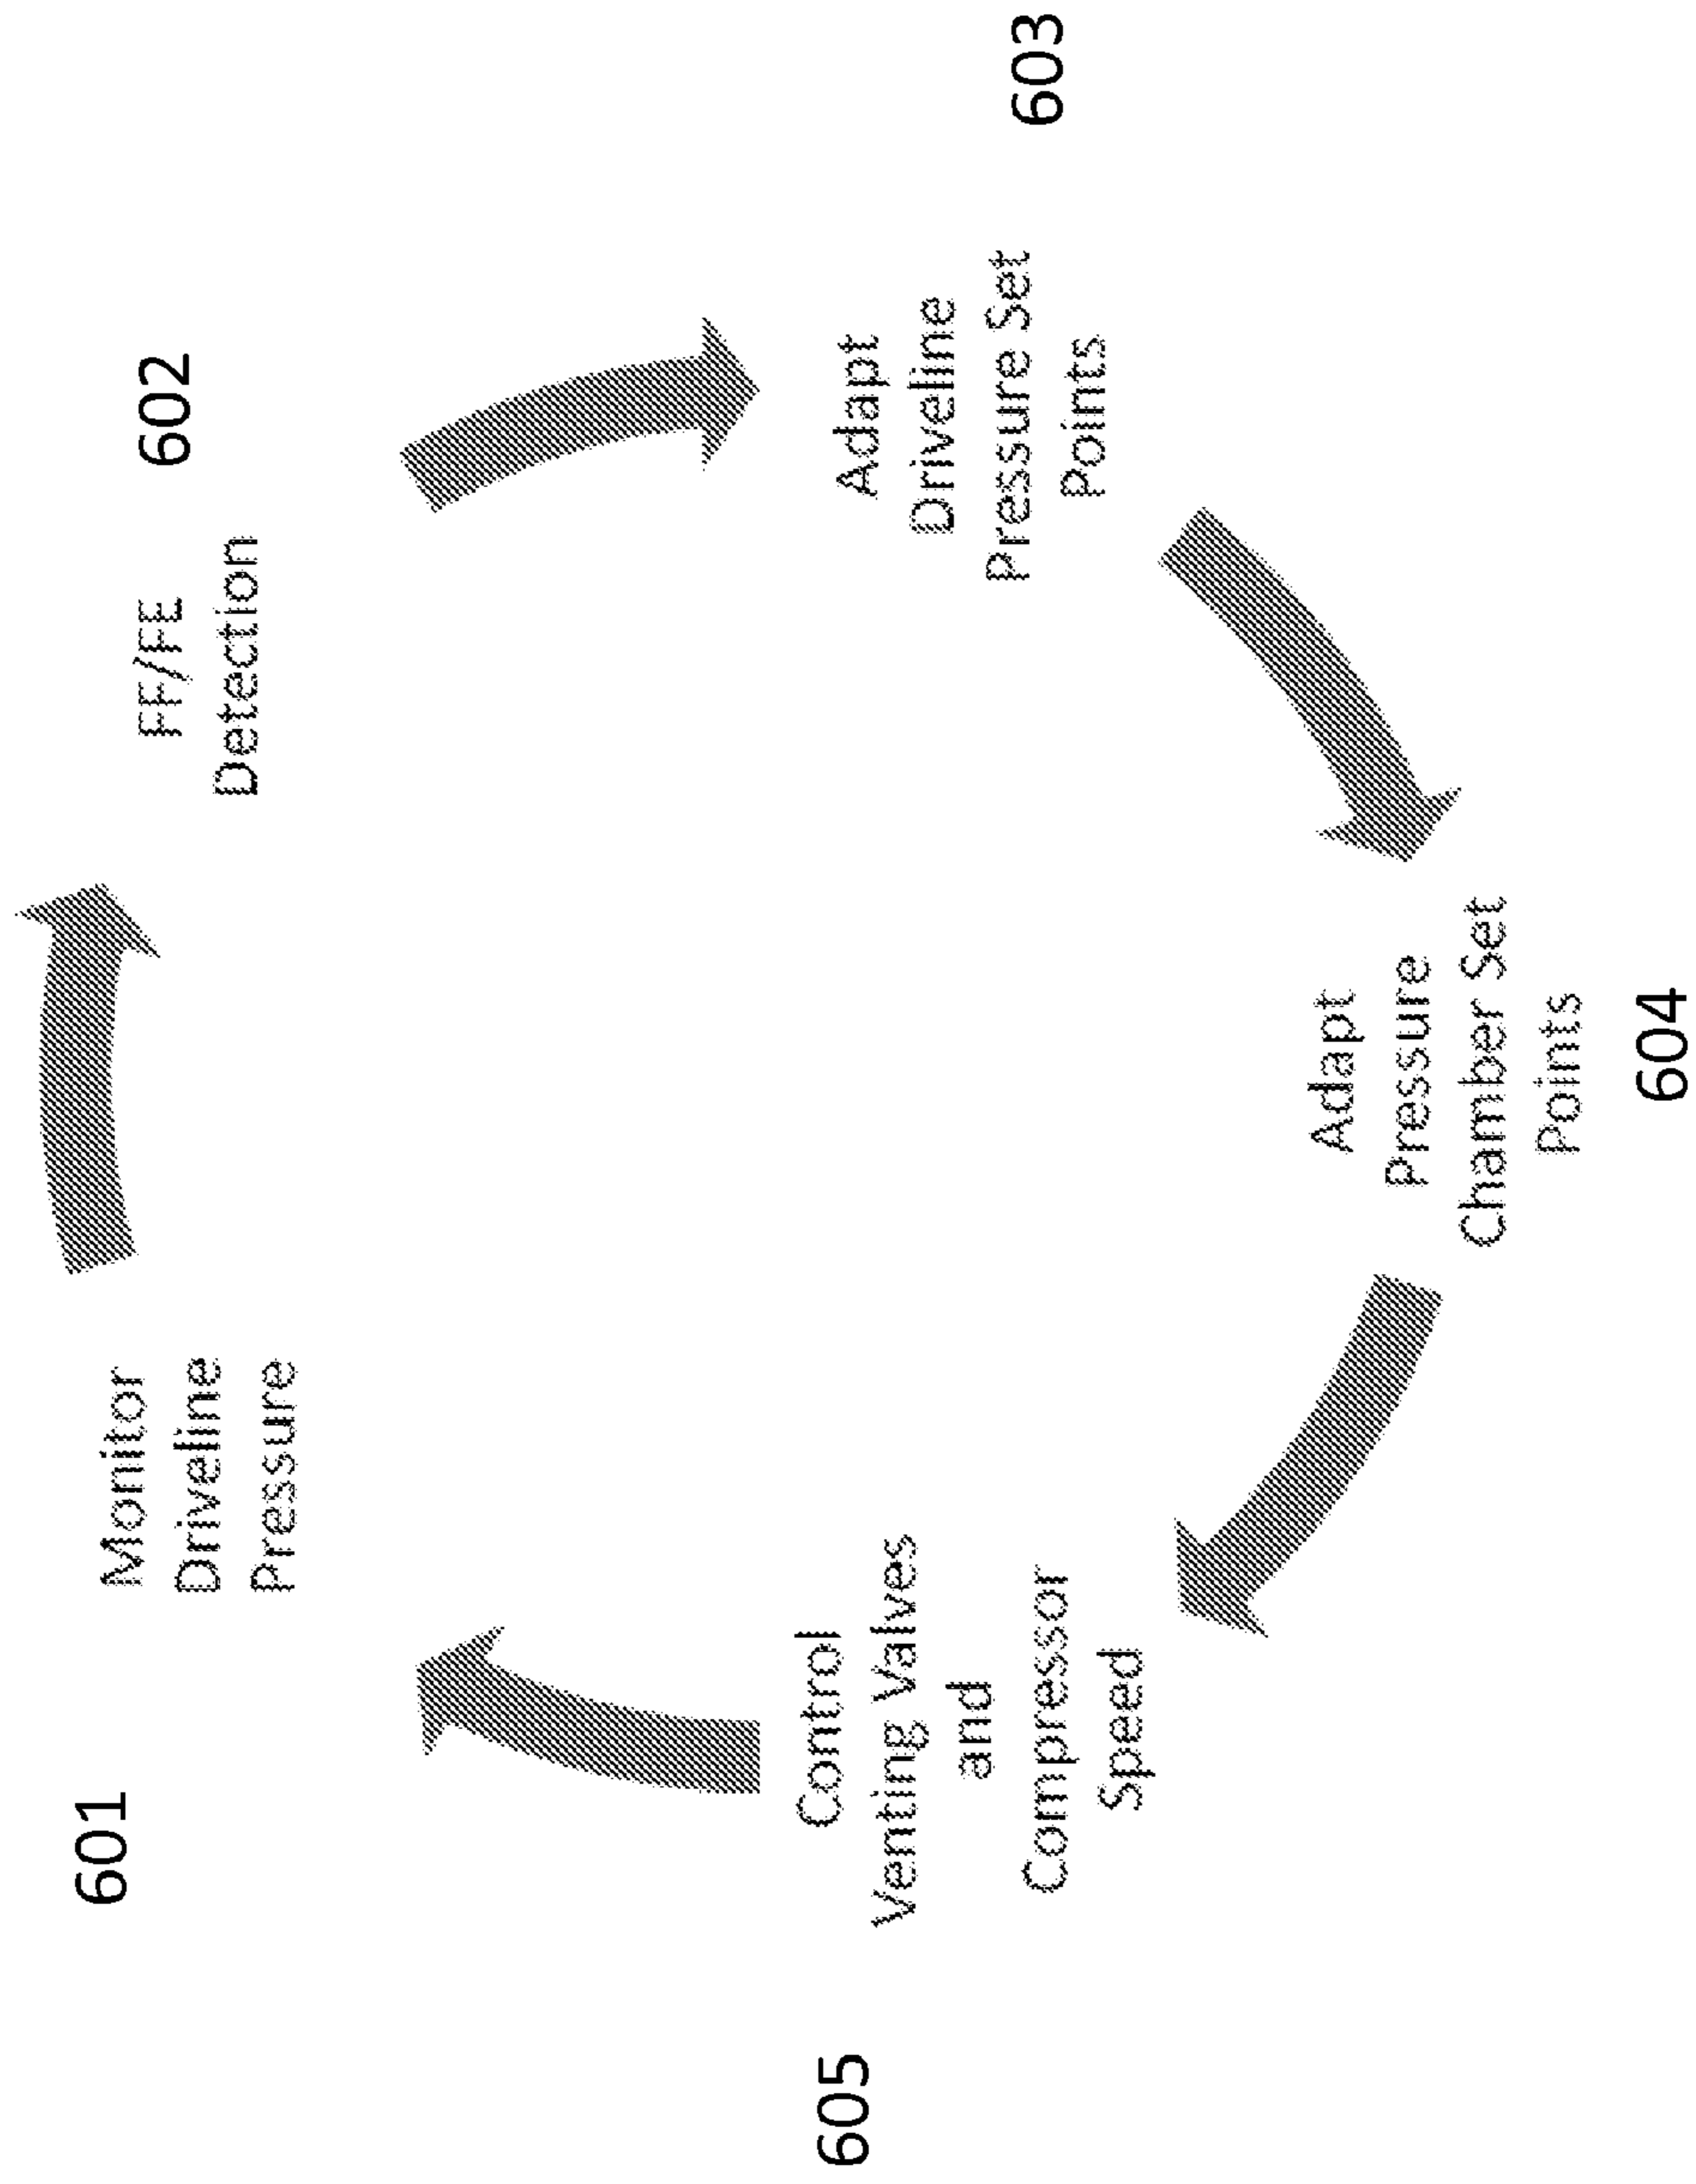 601
Monitor
Driveline
Pressure
602
FF/FE
Detection
603
Adapt
Driveline
Pressure Set
Points
604
Adapt
Pressure
Chamber Set
Points
605
Control
Venting Valves
and
Compressor
Speed